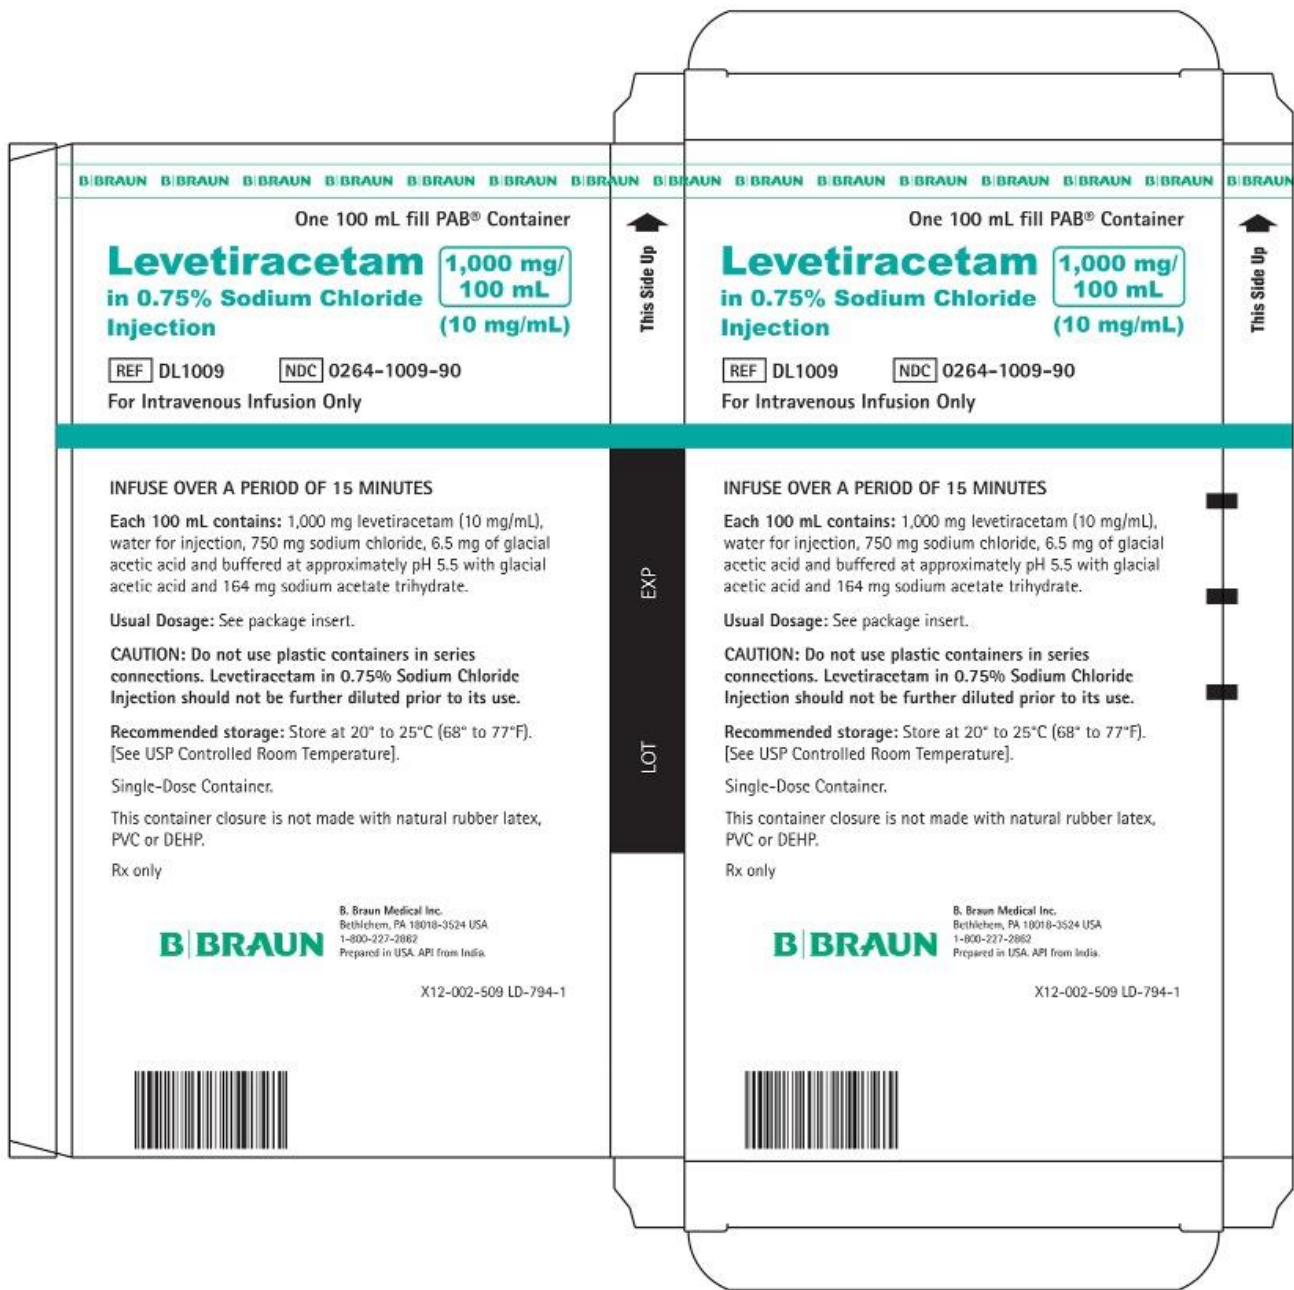 B|BRAUN B|BRAUN B|BRAUN B|BRAUN B|BRAUN B|BRAUN B|BRAUN B|BRAUN B|BRAUN B|BRAUN B|BRAUN B|BRAUN B|BRAUN B|BRAUN B|BRAUN
One 100 mL fill PAB® Container
Levetiracetam
in 0.75% Sodium Chloride
Injection
1,000 mg/
100 mL
(10 mg/mL)
REF DL1009 NDC 0264-1009-90
For Intravenous Infusion Only
INFUSE OVER A PERIOD OF 15 MINUTES
Each 100 mL contains: 1,000 mg levetiracetam (10 mg/mL),
water for injection, 750 mg sodium chloride, 6.5 mg of glacial
acetic acid and buffered at approximately pH 5.5 with glacial
acetic acid and 164 mg sodium acetate trihydrate.
Usual Dosage: See package insert.
CAUTION: Do not use plastic containers in series
connections. Levetiracetam in 0.75% Sodium Chloride
Injection should not be further diluted prior to its use.
Recommended storage: Store at 20° to 25°C (68° to 77°F).
[See USP Controlled Room Temperature].
Single-Dose Container.
This container closure is not made with natural rubber latex,
PVC or DEHP.
Rx only
B|BRAUN
B. Braun Medical Inc.
Bethlehem, PA 18018-3524 USA
1-800-227-2862
Prepared in USA. API from India.
X12-002-509 LD-794-1
This Side Up
EXP
LOT
One 100 mL fill PAB® Container
Levetiracetam
in 0.75% Sodium Chloride
Injection
1,000 mg/
100 mL
(10 mg/mL)
REF DL1009 NDC 0264-1009-90
For Intravenous Infusion Only
INFUSE OVER A PERIOD OF 15 MINUTES
Each 100 mL contains: 1,000 mg levetiracetam (10 mg/mL),
water for injection, 750 mg sodium chloride, 6.5 mg of glacial
acetic acid and buffered at approximately pH 5.5 with glacial
acetic acid and 164 mg sodium acetate trihydrate.
Usual Dosage: See package insert.
CAUTION: Do not use plastic containers in series
connections. Levetiracetam in 0.75% Sodium Chloride
Injection should not be further diluted prior to its use.
Recommended storage: Store at 20° to 25°C (68° to 77°F).
[See USP Controlled Room Temperature].
Single-Dose Container.
This container closure is not made with natural rubber latex,
PVC or DEHP.
Rx only
B|BRAUN
B. Braun Medical Inc.
Bethlehem, PA 18018-3524 USA
1-800-227-2862
Prepared in USA. API from India.
X12-002-509 LD-794-1
This Side Up